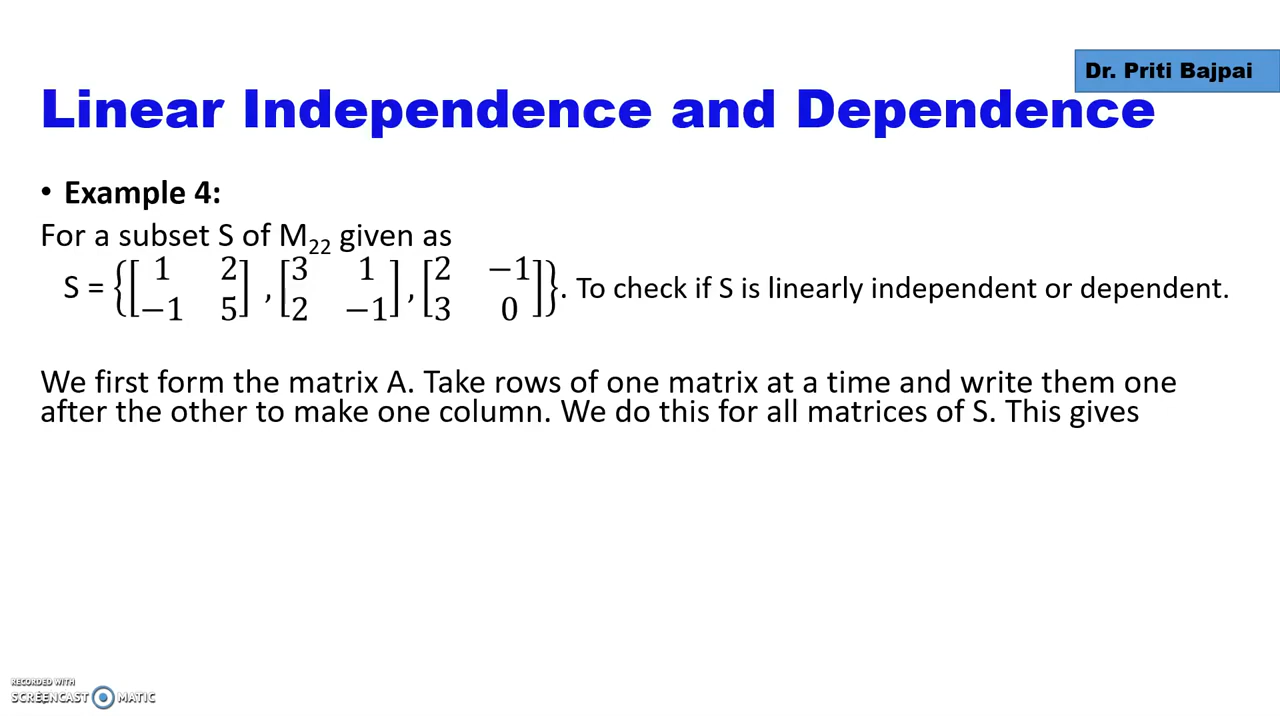 Dr. Priti Bajpai
Linear Independence and Dependence
• Example 4:
For a subset S of M₂₂ given as
S = {[1 2; −1 5], [3 1; 2 −1], [2 −1; 3 0]}. To check if S is linearly independent or dependent.
We first form the matrix A. Take rows of one matrix at a time and write them one
after the other to make one column. We do this for all matrices of S. This gives
RECORDED WITH
SCREENCAST MATIC